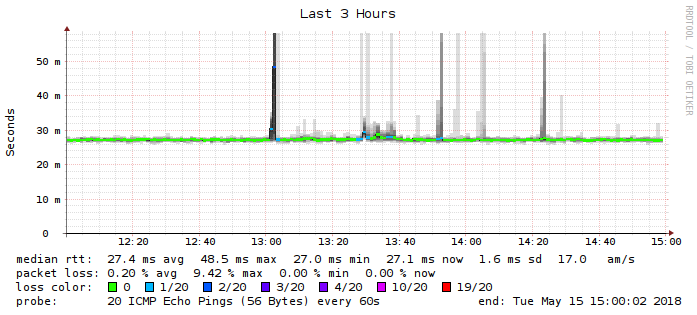 Last 3 Hours
RRDTOOL / TOBI OETIKER
Seconds
50 m
40 m
30 m
20 m
10 m
0
12:20 12:40 13:00 13:20 13:40 14:00 14:20 14:40 15:00
median rtt: 27.4 ms avg 48.5 ms max 27.0 ms min 27.1 ms now 1.6 ms sd 17.0 am/s
packet loss: 0.20 % avg 9.42 % max 0.00 % min 0.00 % now
loss color: 0 1/20 2/20 3/20 4/20 10/20 19/20
probe: 20 ICMP Echo Pings (56 Bytes) every 60s end: Tue May 15 15:00:02 2018